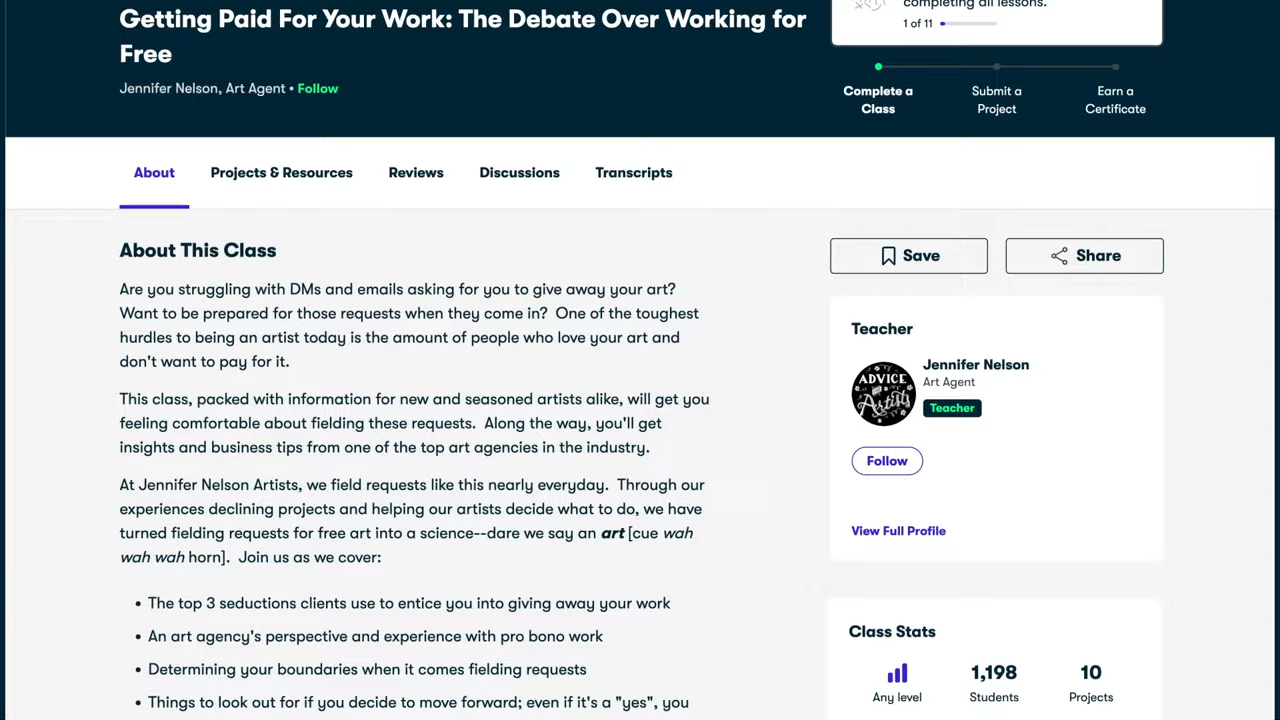 Getting Paid For Your Work: The Debate Over Working for
Free
Jennifer Nelson, Art Agent • Follow
completing all lessons.
1 of 11
Complete a
Class
Submit a
Project
Earn a
Certificate
About
Projects & Resources
Reviews
Discussions
Transcripts
About This Class
Are you struggling with DMs and emails asking for you to give away your art?
Want to be prepared for those requests when they come in?  One of the toughest
hurdles to being an artist today is the amount of people who love your art and
don't want to pay for it.
This class, packed with information for new and seasoned artists alike, will get you
feeling comfortable about fielding these requests.  Along the way, you'll get
insights and business tips from one of the top art agencies in the industry.
At Jennifer Nelson Artists, we field requests like this nearly everyday.  Through our
experiences declining projects and helping our artists decide what to do, we have
turned fielding requests for free art into a science--dare we say an art [cue wah
wah wah horn].  Join us as we cover:
• The top 3 seductions clients use to entice you into giving away your work
• An art agency's perspective and experience with pro bono work
• Determining your boundaries when it comes fielding requests
• Things to look out for if you decide to move forward; even if it's a "yes", you
Save
Share
Teacher
ADVICE
Artists
Jennifer Nelson
Art Agent
Teacher
Follow
View Full Profile
Class Stats
Any level
1,198
Students
10
Projects